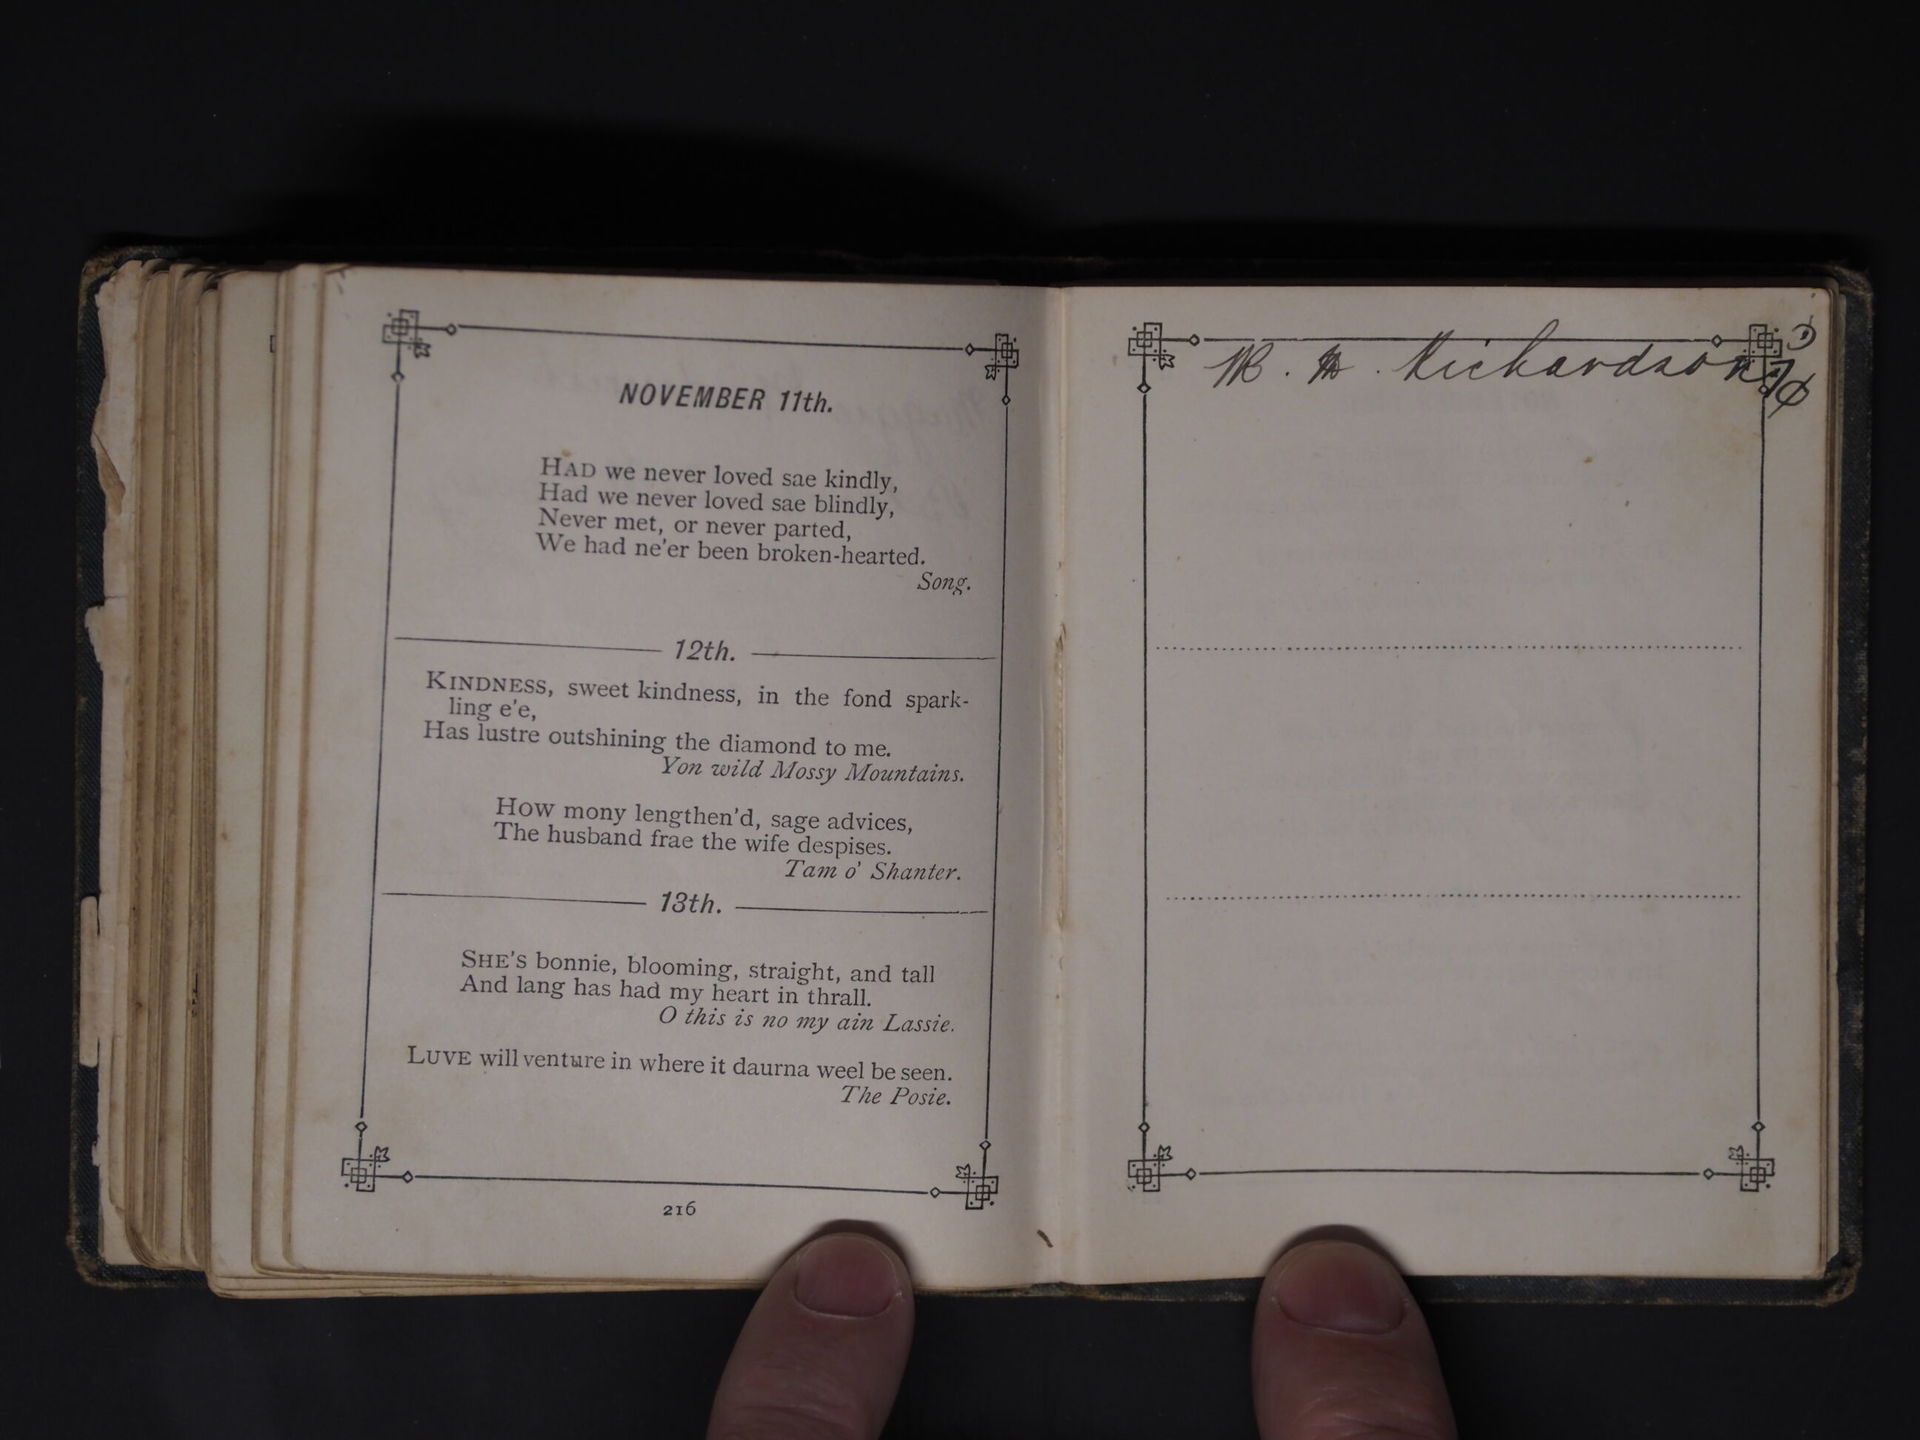 NOVEMBER 11th.
HAD we never loved sae kindly,
Had we never loved sae blindly,
Never met, or never parted,
We had ne'er been broken-hearted.
Song.
12th.
KINDNESS, sweet kindness, in the fond spark-
ling e'e,
Has lustre outshining the diamond to me.
Yon wild Mossy Mountains.
How mony lengthen'd, sage advices,
The husband frae the wife despises.
Tam o' Shanter.
13th.
SHE'S bonnie, blooming, straight, and tall
And lang has had my heart in thrall.
O this is no my ain Lassie.
LUVE will venture in where it daurna weel be seen.
The Posie.
216
Richardson